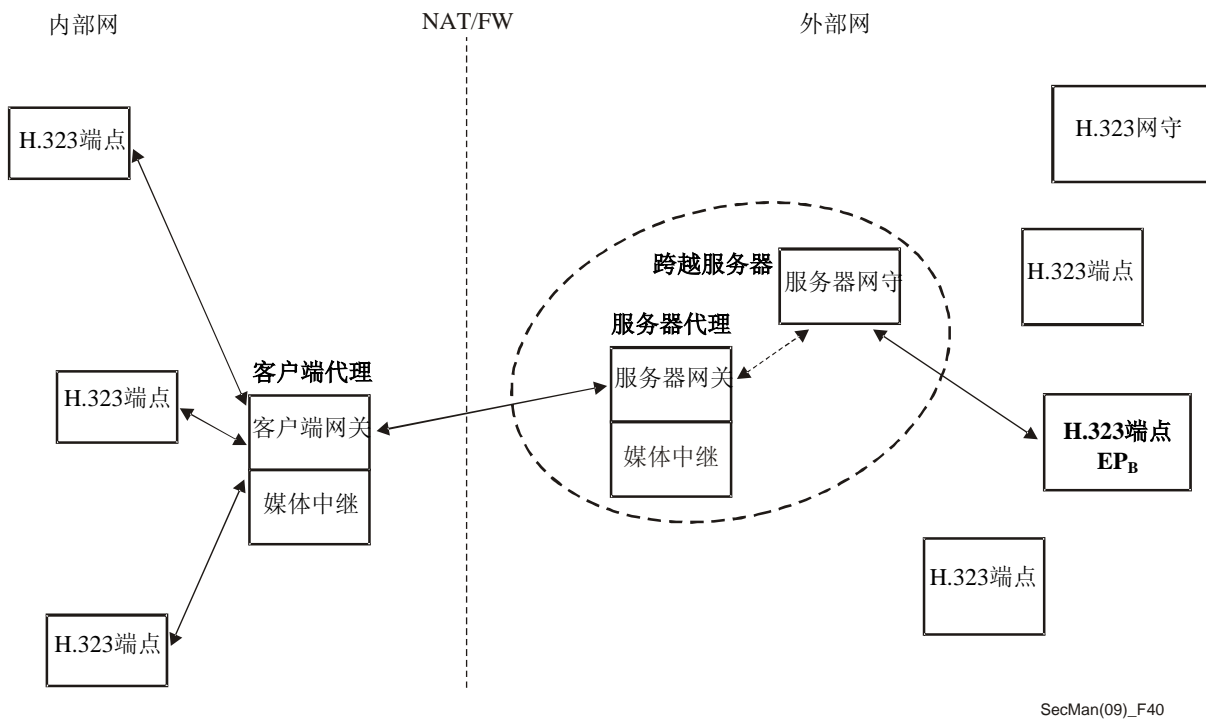 内部网
NAT/FW
外部网
H.323端点
H.323网守
H.323端点
跨越服务器
服务器网守
服务器代理
服务器网关
媒体中继
客户端代理
客户端网关
媒体中继
H.323端点
H.323端点
EPB
H.323端点
H.323端点
SecMan(09)_F40